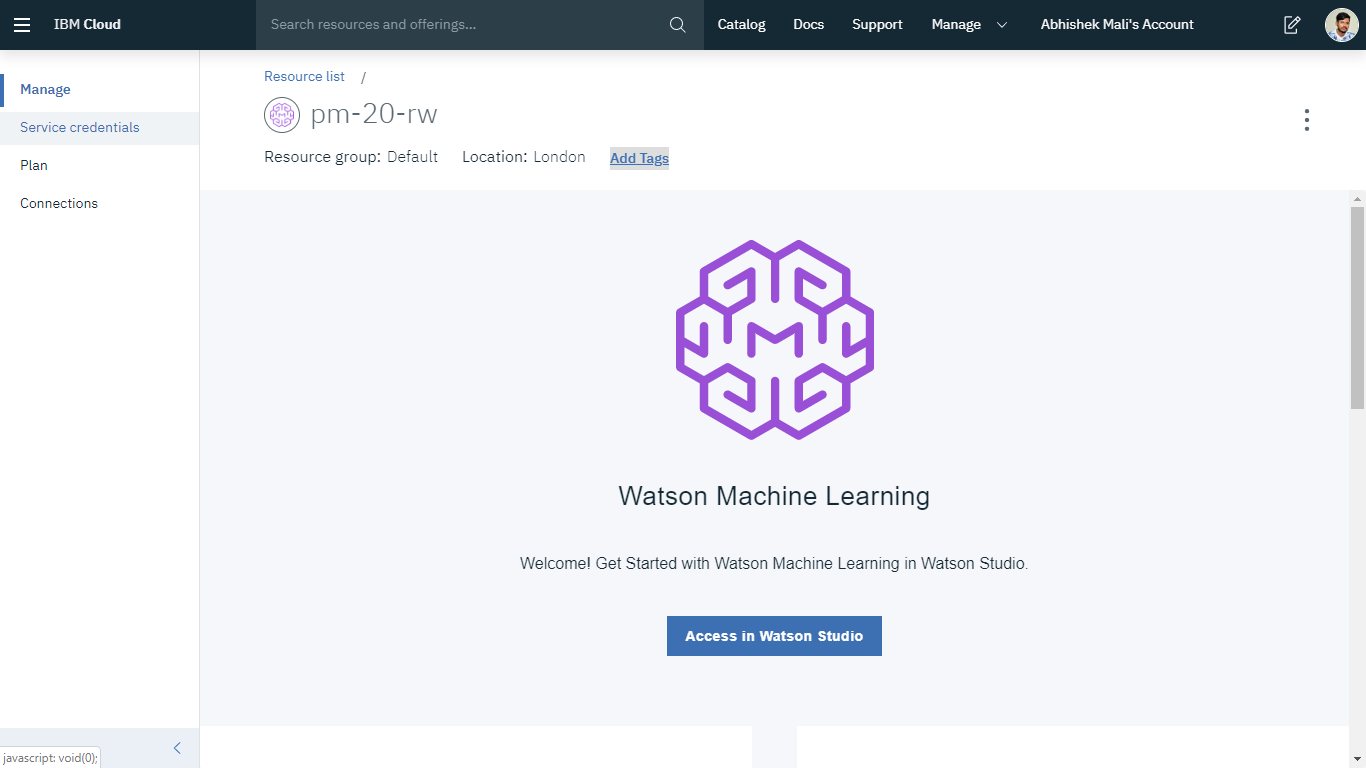 IBM Cloud
Search resources and offerings...
Catalog Docs Support Manage Abhishek Mali's Account
Manage
Service credentials
Plan
Connections
Resource list /
pm-20-rw
Resource group: Default Location: London Add Tags
Watson Machine Learning
Welcome! Get Started with Watson Machine Learning in Watson Studio.
Access in Watson Studio
javascript: void(0);